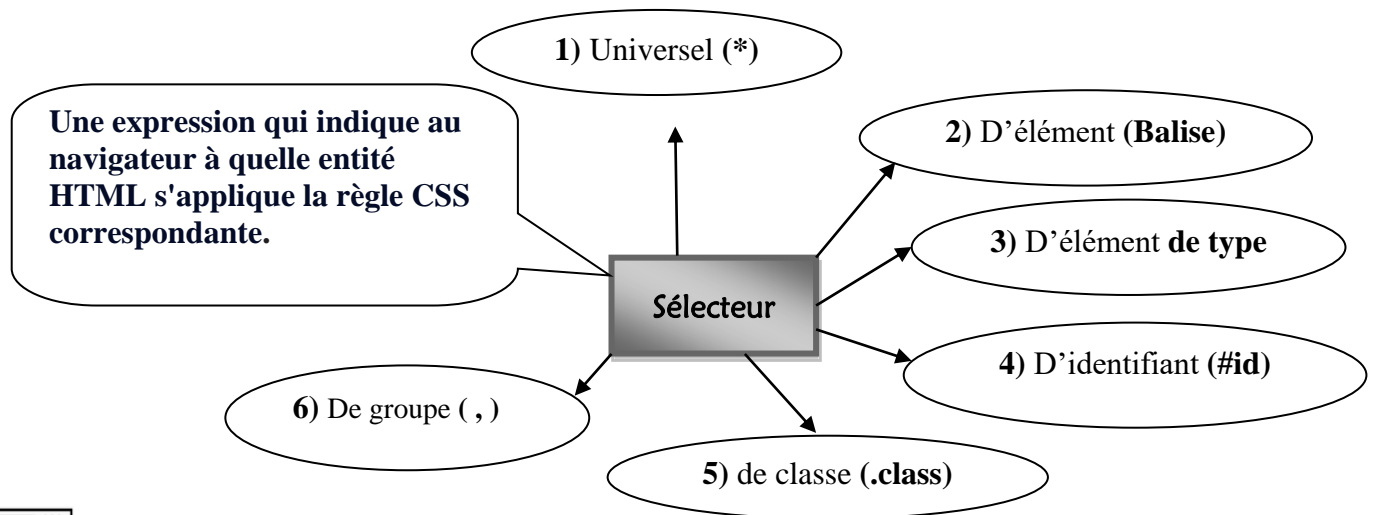 1) Universel (*)
Une expression qui indique au
navigateur à quelle entité
HTML s'applique la règle CSS
correspondante.
2) D’élément (Balise)
3) D’élément de type
Sélecteur
4) D’identifiant (#id)
6) De groupe ( , )
5) de classe (.class)